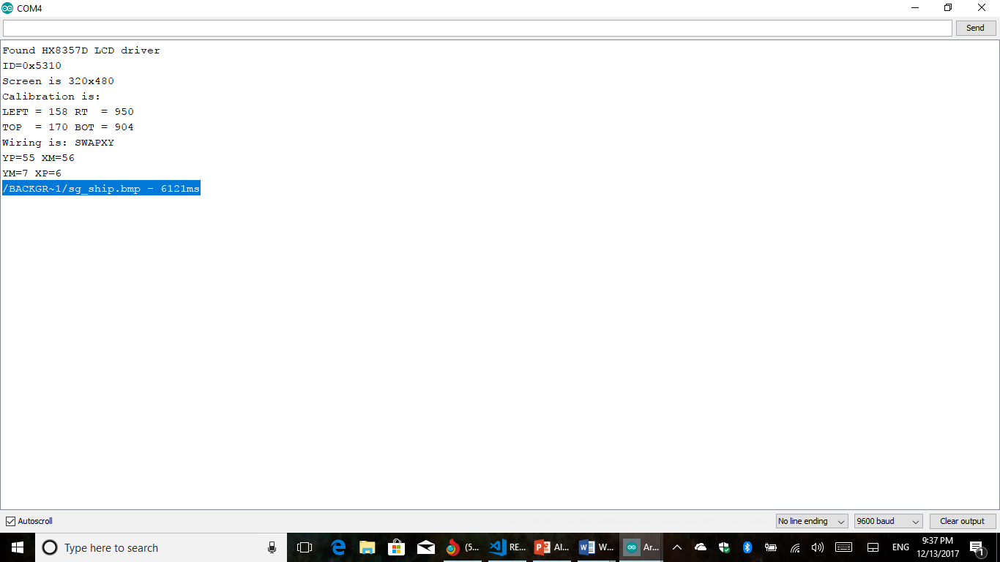 COM4
Send
Found HX8357D LCD driver
ID=0x5310
Screen is 320x480
Calibration is:
LEFT = 158 RT  = 950
TOP  = 170 BOT = 904
Wiring is: SWAPXY
YP=55 XM=56
YM=7 XP=6
/BACKGR~1/sg_ship.bmp - 6121ms
Autoscroll
No line ending
9600 baud
Clear output
Type here to search
(5...
RE...
Al...
W...
Ar...
ENG
9:37 PM
12/13/2017
1